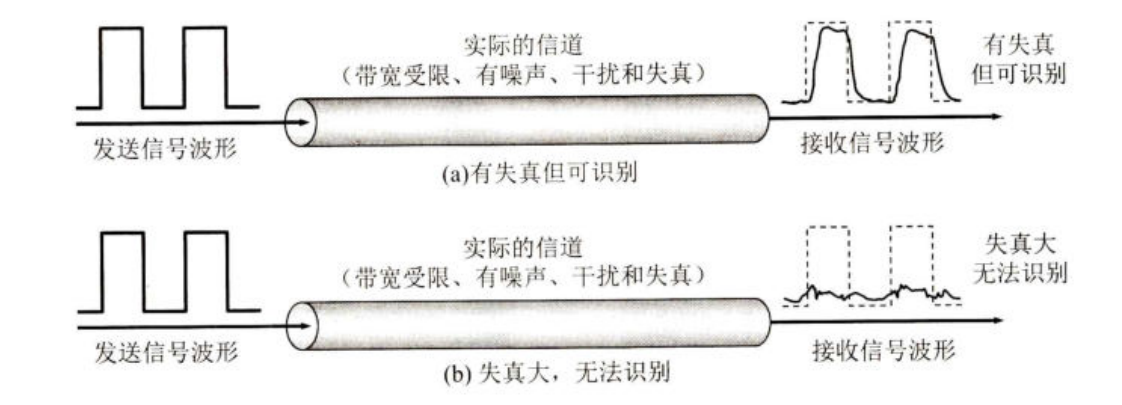 实际的信道
（带宽受限、有噪声、干扰和失真）
有失真
但可识别
发送信号波形
接收信号波形
(a)有失真但可识别
实际的信道
（带宽受限、有噪声、干扰和失真）
失真大
无法识别
发送信号波形
接收信号波形
(b) 失真大，无法识别